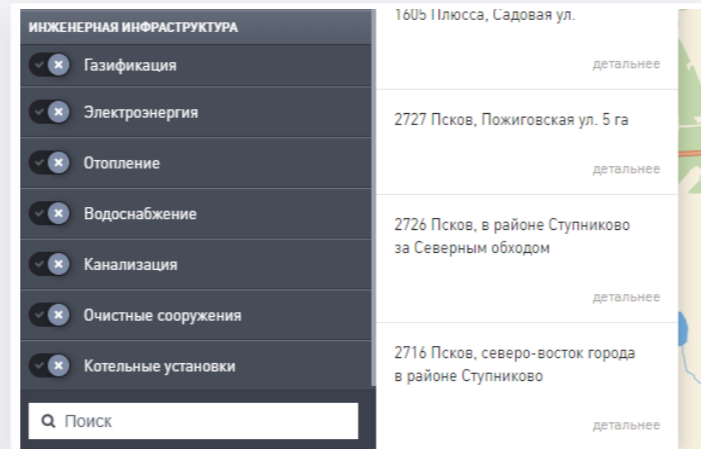 ИНЖЕНЕРНАЯ ИНФРАСТРУКТУРА
Газификация
Электроэнергия
Отопление
Водоснабжение
Канализация
Очистные сооружения
Котельные установки
Поиск
1605 Плюсса, Садовая ул.
детальнее
2727 Псков, Пожиговская ул. 5 га
детальнее
2726 Псков, в районе Ступниково
за Северным обходом
детальнее
2716 Псков, северо-восток города
в районе Ступниково
детальнее